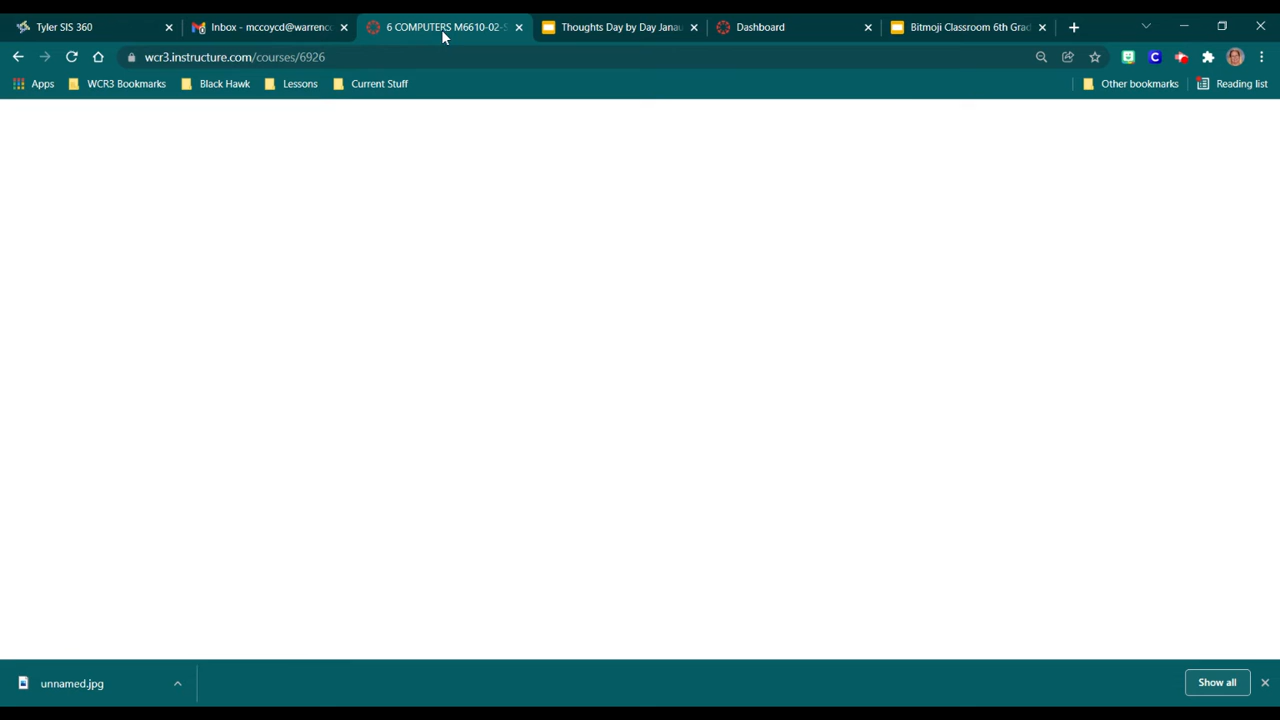 Tyler SIS 360
Inbox - mccoycd@warrenc
6 COMPUTERS M6610-02-S
Thoughts Day by Day Janau
Dashboard
Bitmoji Classroom 6th Grad
wcr3.instructure.com/courses/6926
Apps
WCR3 Bookmarks
Black Hawk
Lessons
Current Stuff
Other bookmarks
Reading list
unnamed.jpg
Show all